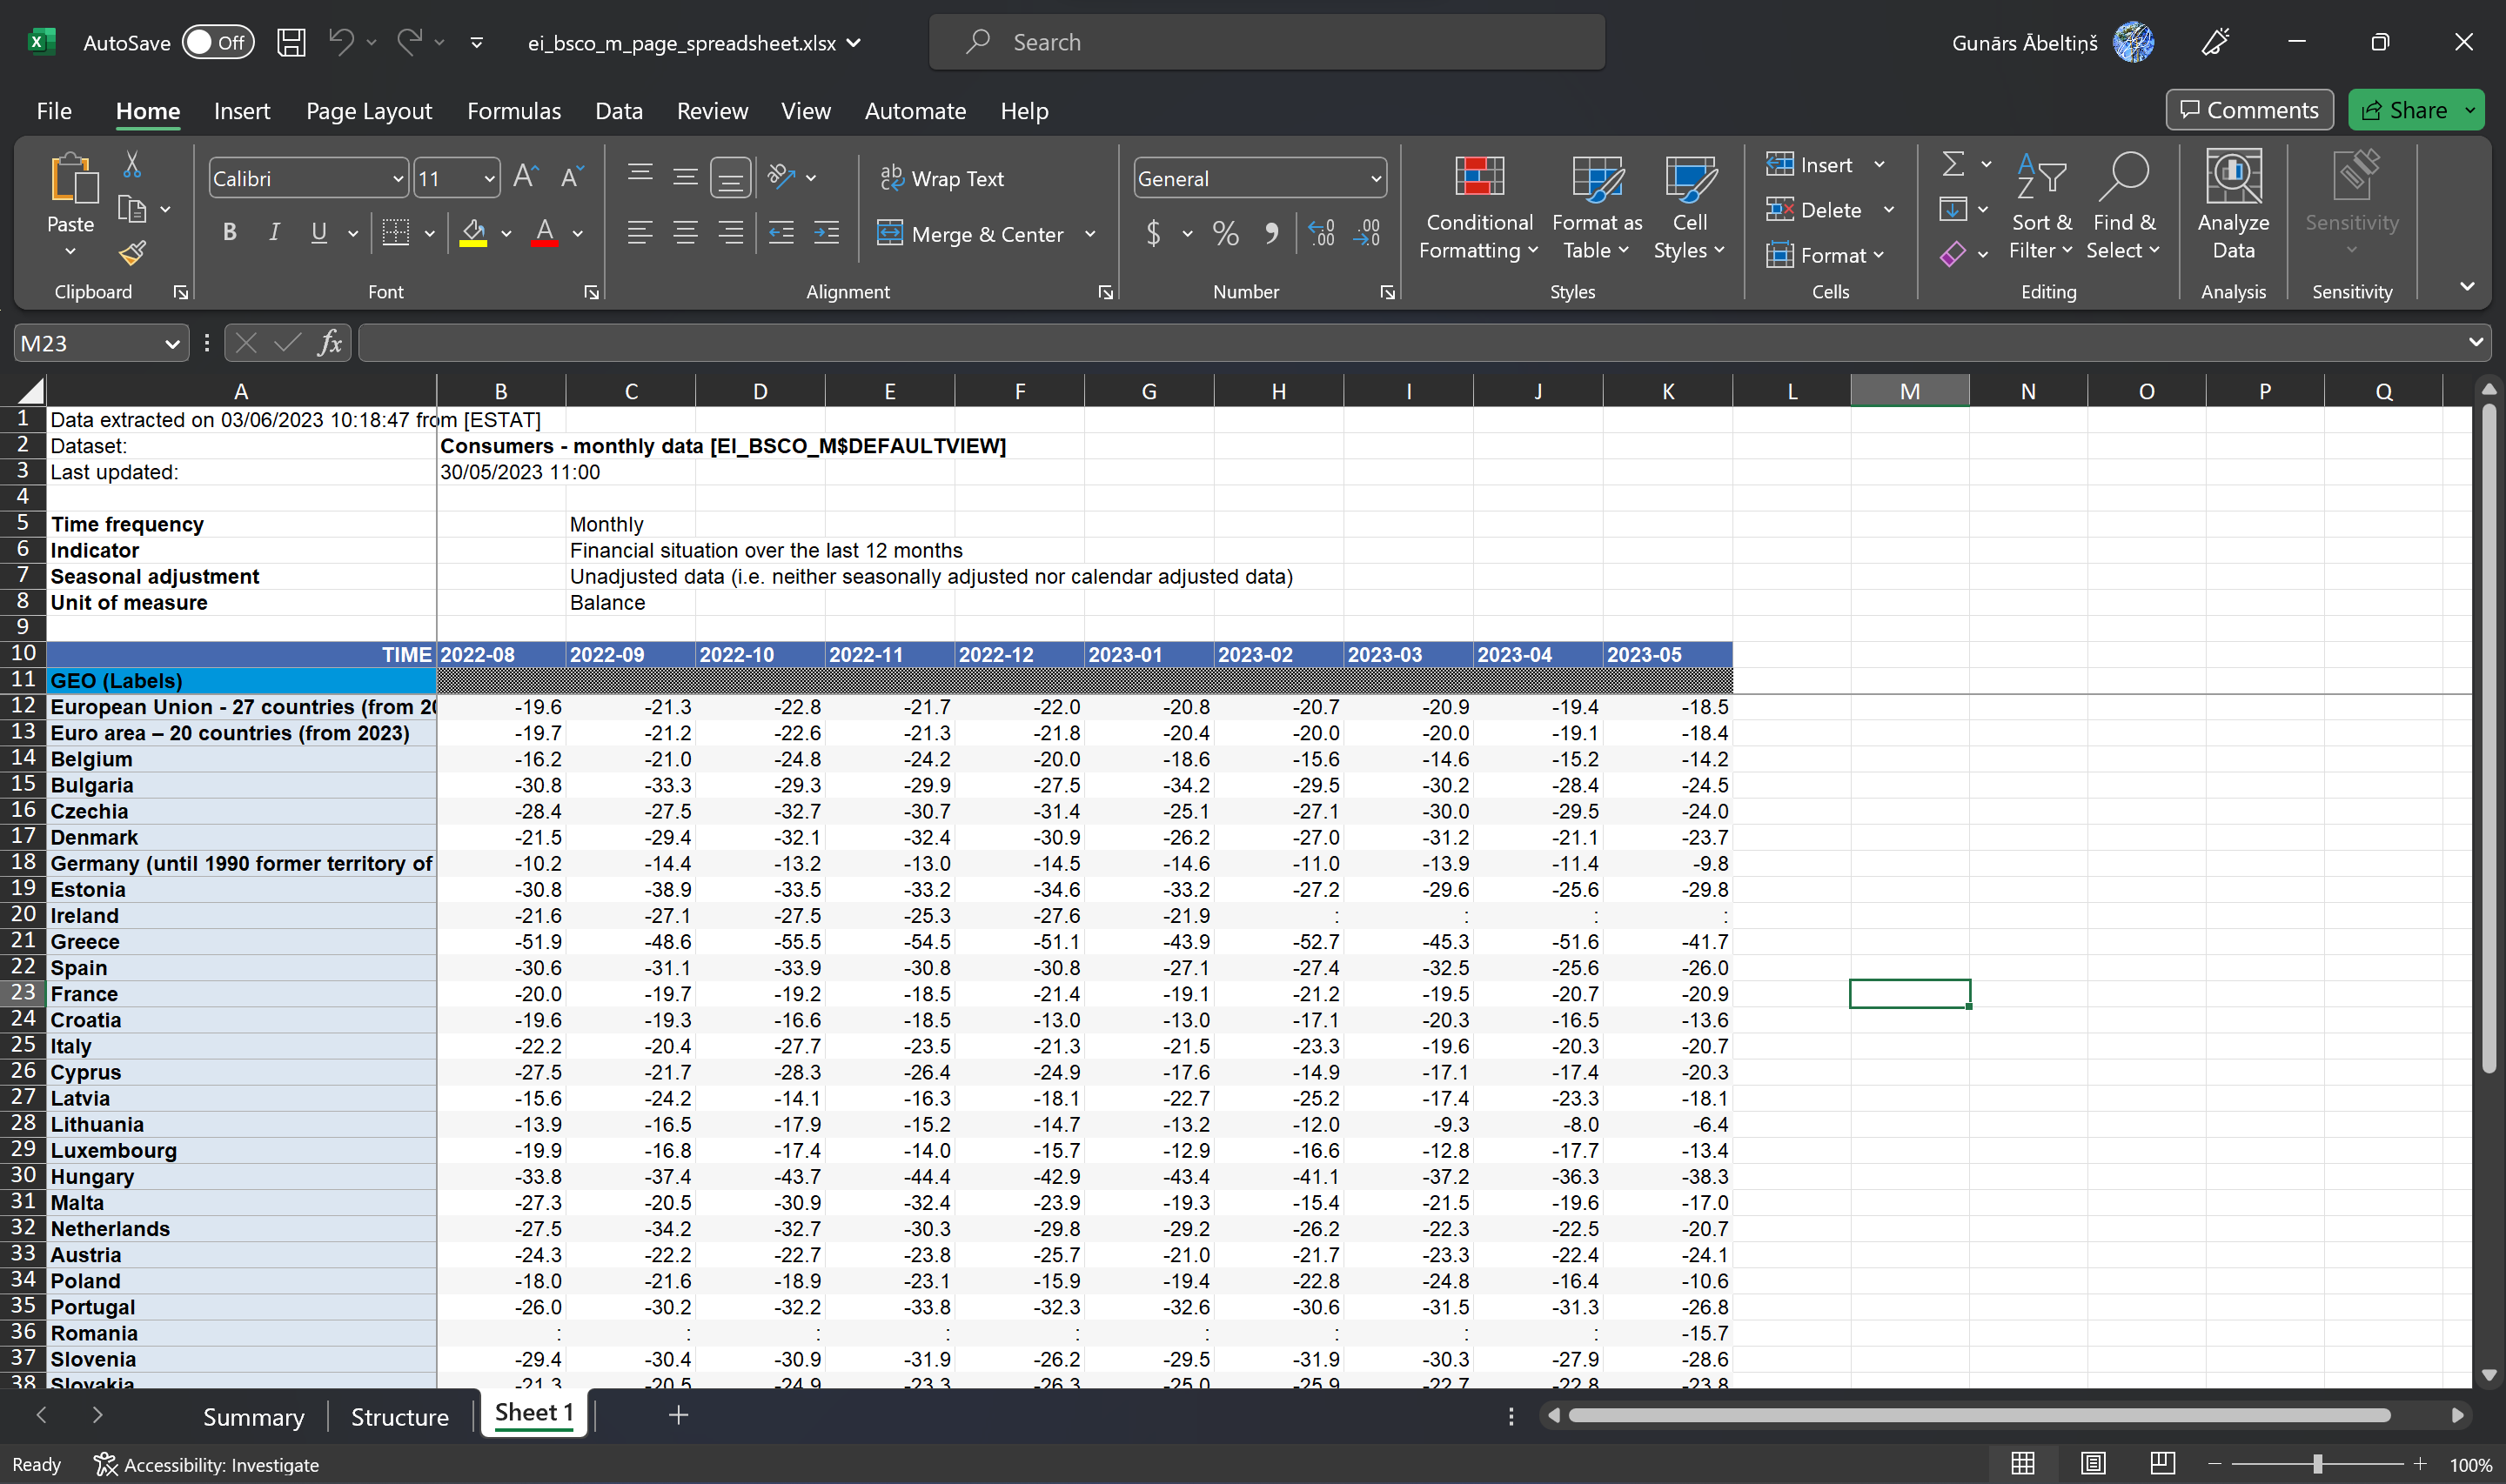 AutoSave Off ei_bsco_m_page_spreadsheet.xlsx Search Gunārs Ābeltiņš
File Home Insert Page Layout Formulas Data Review View Automate Help Comments Share
Paste Calibri 11 Wrap Text General Conditional Formatting Format as Table Cell Styles Insert Sort & Filter Find & Select Analyze Data Sensitivity
B I U Merge & Center $ % Delete
Format
Clipboard Font Alignment Number Styles Cells Editing Analysis Sensitivity
M23 fx
A B C D E F G H I J K L M N O P Q
1 Data extracted on 03/06/2023 10:18:47 from [ESTAT]
2 Dataset: Consumers - monthly data [EI_BSCO_M$DEFAULTVIEW]
3 Last updated: 30/05/2023 11:00
4
5 Time frequency Monthly
6 Indicator Financial situation over the last 12 months
7 Seasonal adjustment Unadjusted data (i.e. neither seasonally adjusted nor calendar adjusted data)
8 Unit of measure Balance
9
10 TIME 2022-08 2022-09 2022-10 2022-11 2022-12 2023-01 2023-02 2023-03 2023-04 2023-05
11 GEO (Labels)
12 European Union - 27 countries (from 20 -19.6 -21.3 -22.8 -21.7 -22.0 -20.8 -20.7 -20.9 -19.4 -18.5
13 Euro area – 20 countries (from 2023) -19.7 -21.2 -22.6 -21.3 -21.8 -20.4 -20.0 -20.0 -19.1 -18.4
14 Belgium -16.2 -21.0 -24.8 -24.2 -20.0 -18.6 -15.6 -14.6 -15.2 -14.2
15 Bulgaria -30.8 -33.3 -29.3 -29.9 -27.5 -34.2 -29.5 -30.2 -28.4 -24.5
16 Czechia -28.4 -27.5 -32.7 -30.7 -31.4 -25.1 -27.1 -30.0 -29.5 -24.0
17 Denmark -21.5 -29.4 -32.1 -32.4 -30.9 -26.2 -27.0 -31.2 -21.1 -23.7
18 Germany (until 1990 former territory of -10.2 -14.4 -13.2 -13.0 -14.5 -14.6 -11.0 -13.9 -11.4 -9.8
19 Estonia -30.8 -38.9 -33.5 -33.2 -34.6 -33.2 -27.2 -29.6 -25.6 -29.8
20 Ireland -21.6 -27.1 -27.5 -25.3 -27.6 -21.9 : : : :
21 Greece -51.9 -48.6 -55.5 -54.5 -51.1 -43.9 -52.7 -45.3 -51.6 -41.7
22 Spain -30.6 -31.1 -33.9 -30.8 -30.8 -27.1 -27.4 -32.5 -25.6 -26.0
23 France -20.0 -19.7 -19.2 -18.5 -21.4 -19.1 -21.2 -19.5 -20.7 -20.9
24 Croatia -19.6 -19.3 -16.6 -18.5 -13.0 -13.0 -17.1 -20.3 -16.5 -13.6
25 Italy -22.2 -20.4 -27.7 -23.5 -21.3 -21.5 -23.3 -19.6 -20.3 -20.7
26 Cyprus -27.5 -21.7 -28.3 -26.4 -24.9 -17.6 -14.9 -17.1 -17.4 -20.3
27 Latvia -15.6 -24.2 -14.1 -16.3 -18.1 -22.7 -25.2 -17.4 -23.3 -18.1
28 Lithuania -13.9 -16.5 -17.9 -15.2 -14.7 -13.2 -12.0 -9.3 -8.0 -6.4
29 Luxembourg -19.9 -16.8 -17.4 -14.0 -15.7 -12.9 -16.6 -12.8 -17.7 -13.4
30 Hungary -33.8 -37.4 -43.7 -44.4 -42.9 -43.4 -41.1 -37.2 -36.3 -38.3
31 Malta -27.3 -20.5 -30.9 -32.4 -23.9 -19.3 -15.4 -21.5 -19.6 -17.0
32 Netherlands -27.5 -34.2 -32.7 -30.3 -29.8 -29.2 -26.2 -22.3 -22.5 -20.7
33 Austria -24.3 -22.2 -22.7 -23.8 -25.7 -21.0 -21.7 -23.3 -22.4 -24.1
34 Poland -18.0 -21.6 -18.9 -23.1 -15.9 -19.4 -22.8 -24.8 -16.4 -10.6
35 Portugal -26.0 -30.2 -32.2 -33.8 -32.3 -32.6 -30.6 -31.5 -31.3 -26.8
36 Romania : : : : : : : : : -15.7
37 Slovenia -29.4 -30.4 -30.9 -31.9 -26.2 -29.5 -31.9 -30.3 -27.9 -28.6
38 Slovakia -21.3 -20.5 -24.9 -23.3 -26.3 -25.0 -25.9 -22.7 -22.8 -23.8
Summary Structure Sheet 1
Ready Accessibility: Investigate 100%